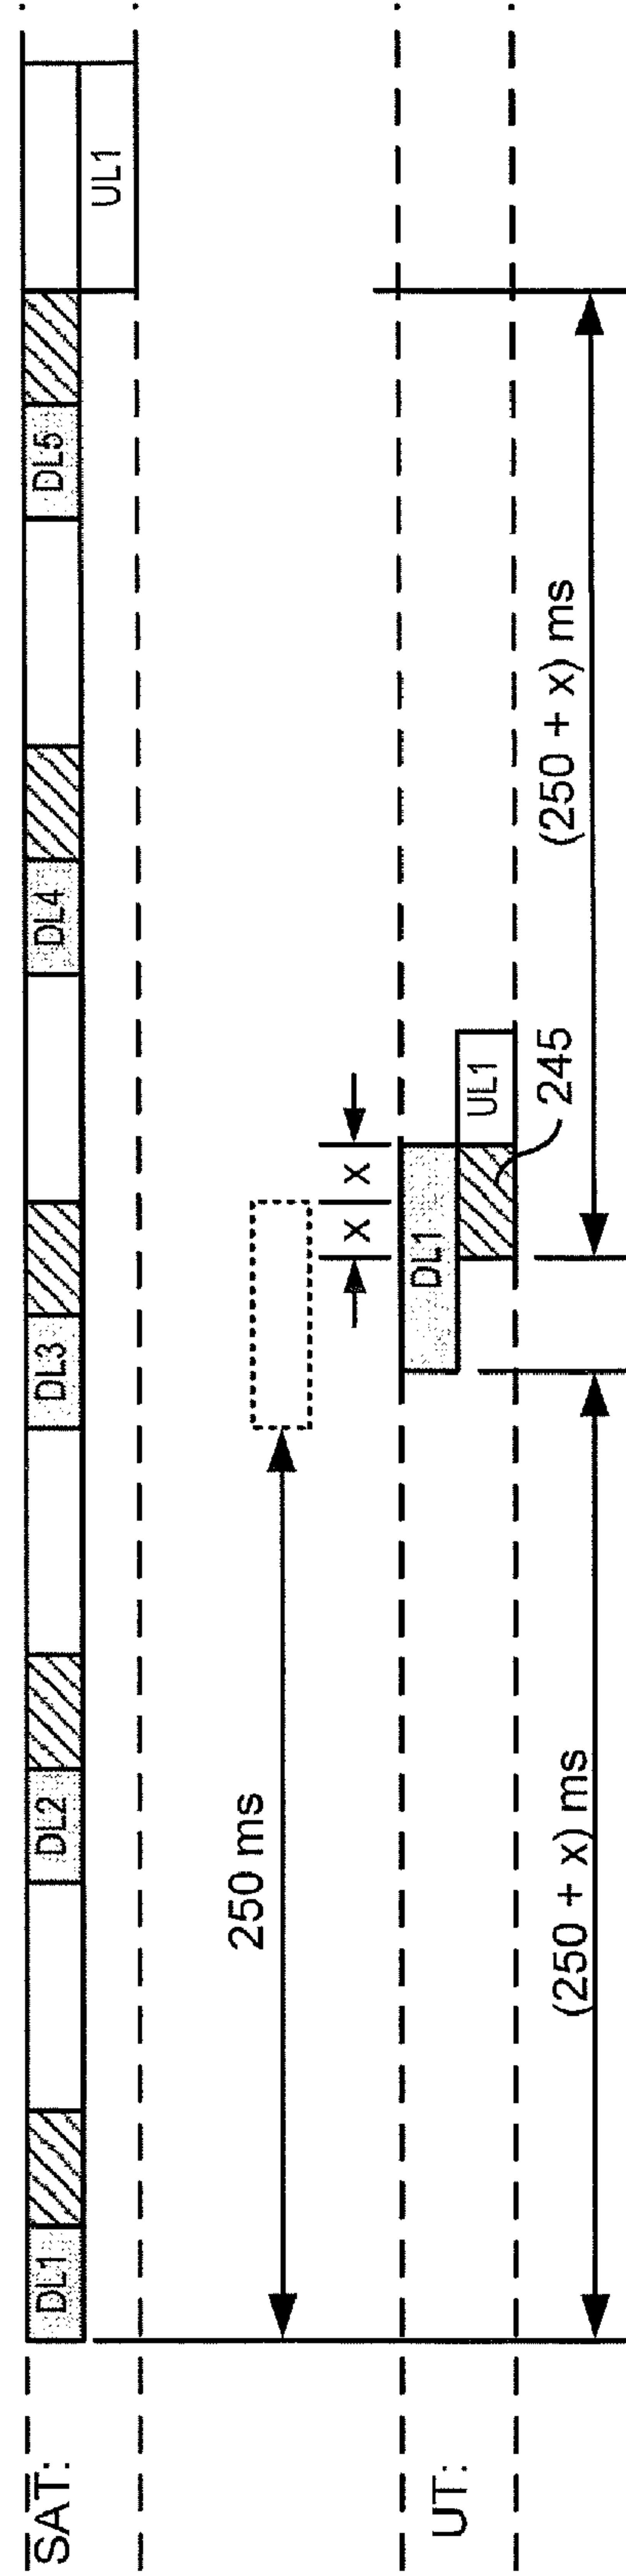 SAT:
DL1
DL2
DL3
DL4
DL5
UL1
250 ms
x
x
UT:
DL1
UL1
245
(250 + x) ms
(250 + x) ms